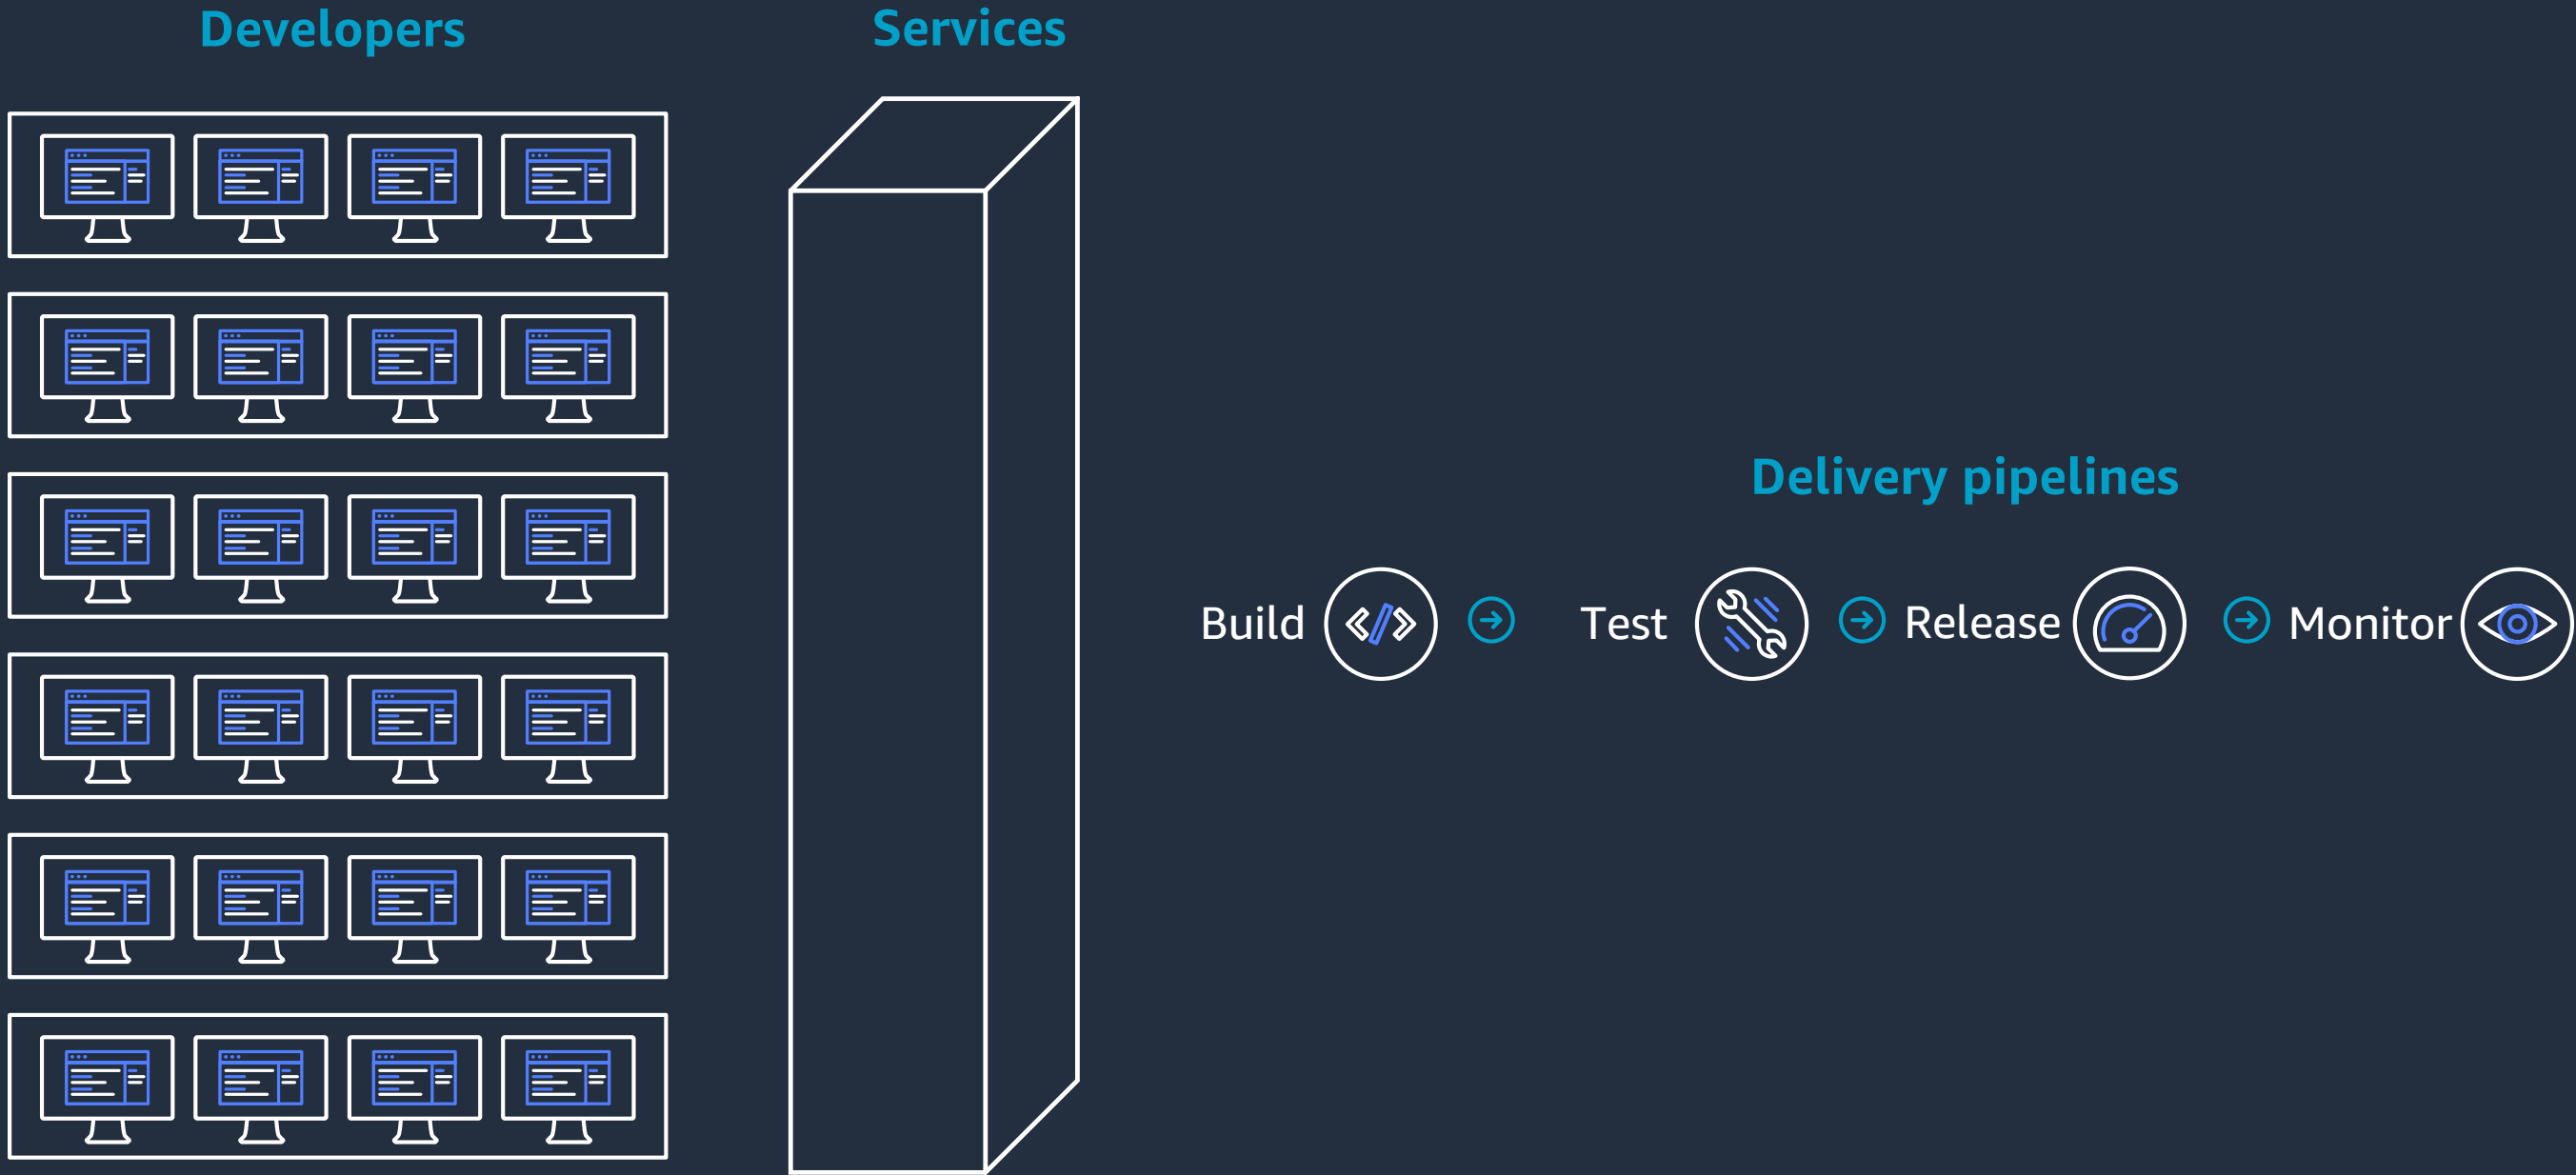 Developers
Services
Delivery pipelines
Build
Test
Release
Monitor